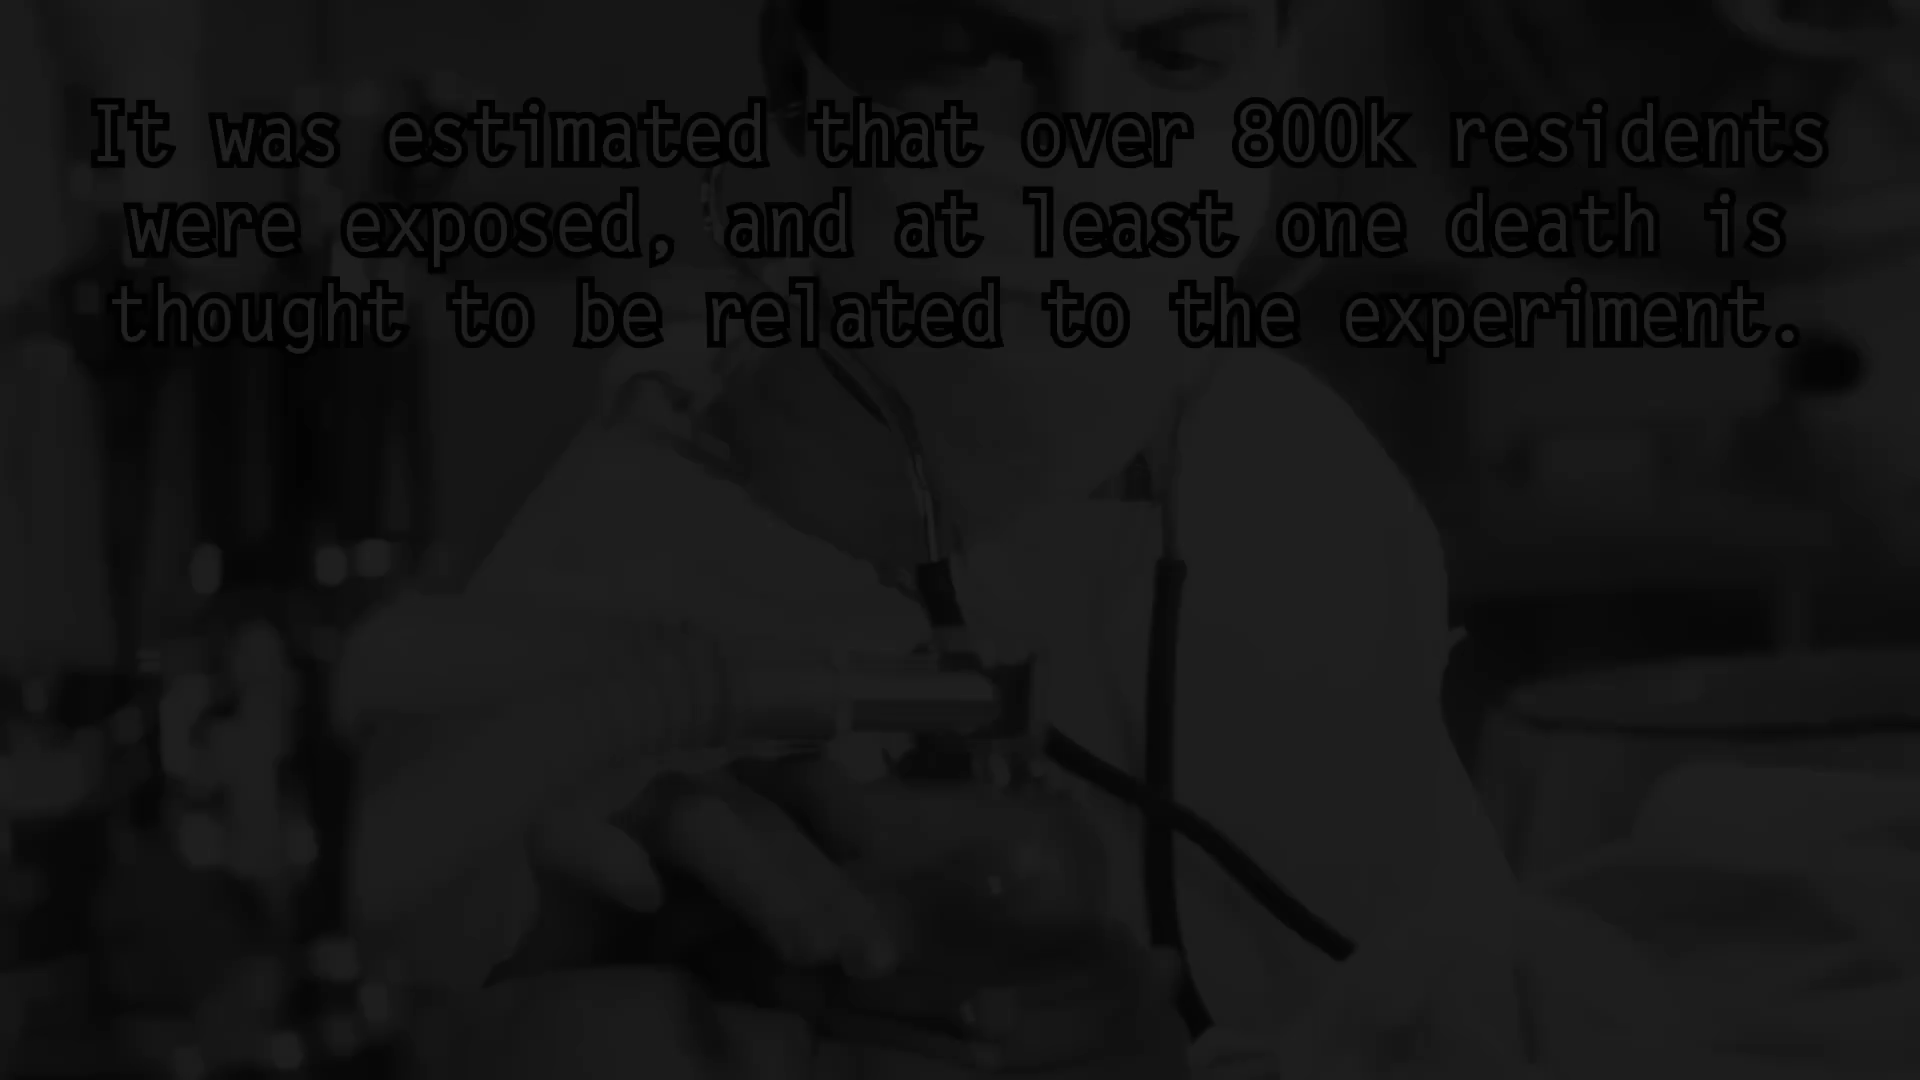 It was estimated that over 800k residents
were exposed, and at least one death is
thought to be related to the experiment.